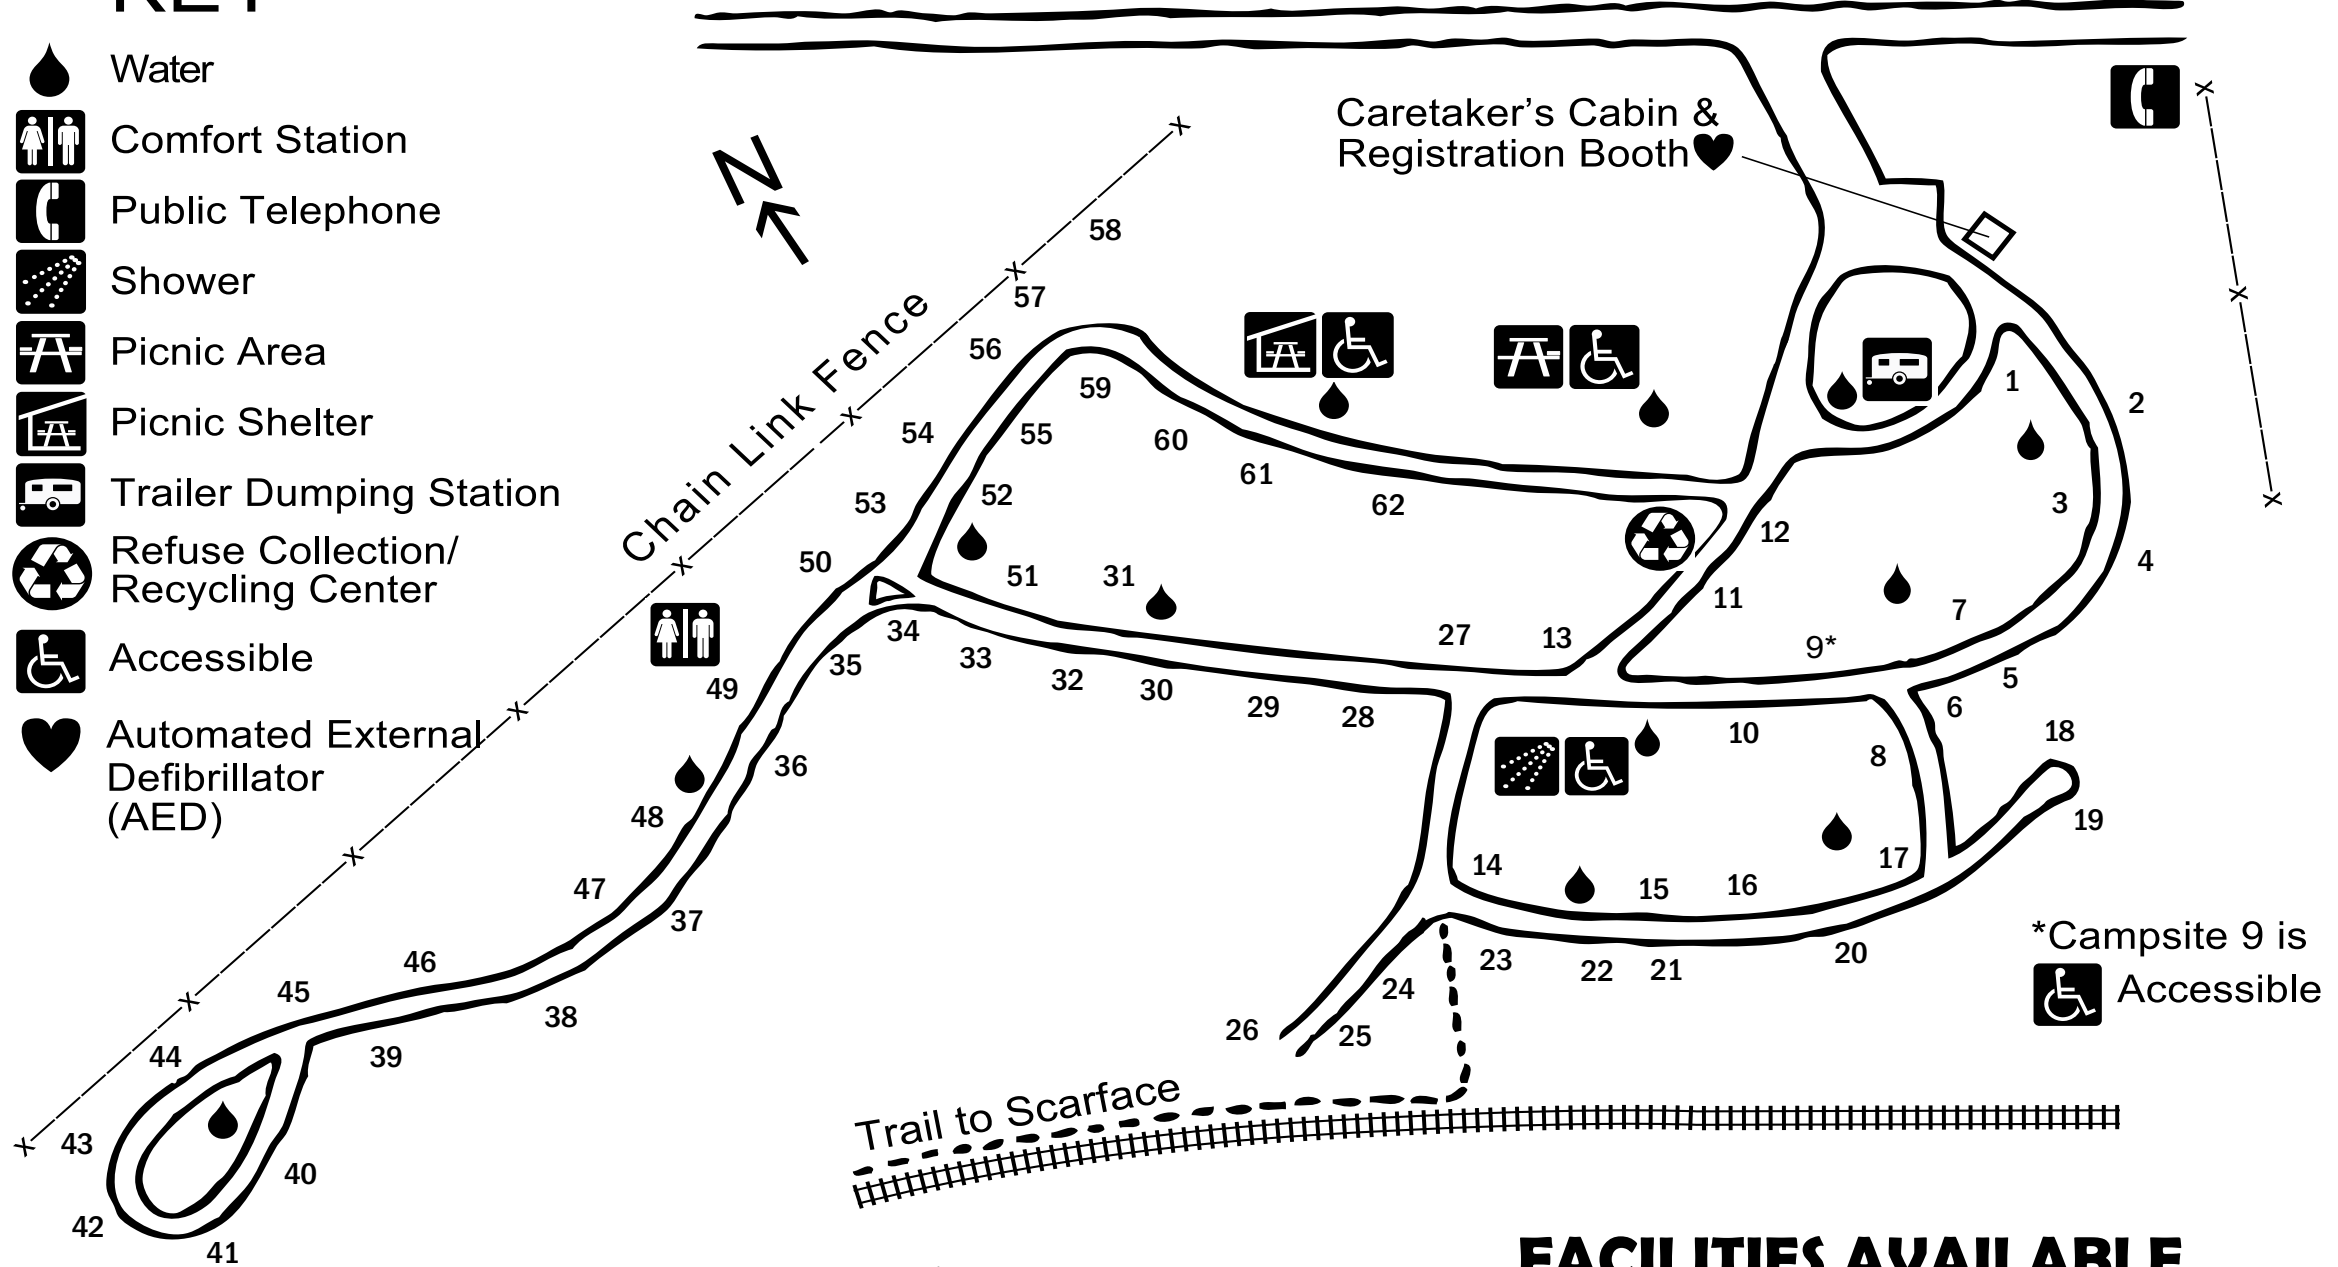 KEY
Water
Comfort Station
Public Telephone
Shower
Picnic Area
Picnic Shelter
Trailer Dumping Station
Refuse Collection/
Recycling Center
Accessible
Automated External
Defibrillator
(AED)
N
Chain Link Fence
Caretaker's Cabin &
Registration Booth
58
57
56
59
1
2
54
55
60
61
62
53
52
3
12
50
51
31
4
11
7
34
27
13
9*
35
33
32
30
29
28
49
5
6
10
18
8
36
48
19
14
17
47
15
16
37
46
23
22
21
20
45
24
38
26
25
44
39
43
40
42
41
*Campsite 9 is
Accessible
Trail to Scarface
FACILITIES AVAILABLE